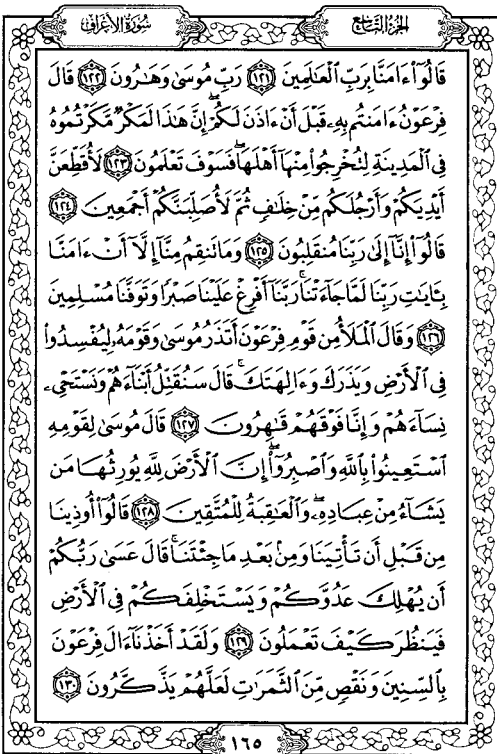 سُورَةُ الأَعْرَافِ
الجُزْءُ التَّاسِعُ
قَالُوٓا۟ ءَامَنَّا بِرَبِّ ٱلْعَٰلَمِينَ ١٢١ رَبِّ مُوسَىٰ وَهَٰرُونَ ١٢٢ قَالَ
فِرْعَوْنُ ءَامَنتُم بِهِۦ قَبْلَ أَنْ ءَاذَنَ لَكُمْ ۖ إِنَّ هَٰذَا لَمَكْرٌ مَّكَرْتُمُوهُ
فِى ٱلْمَدِينَةِ لِتُخْرِجُوا۟ مِنْهَآ أَهْلَهَا ۖ فَسَوْفَ تَعْلَمُونَ ١٢٣ لَأُقَطِّعَنَّ
أَيْدِيَكُمْ وَأَرْجُلَكُم مِّنْ خِلَٰفٍ ثُمَّ لَأُصَلِّبَنَّكُمْ أَجْمَعِينَ ١٢٤
قَالُوٓا۟ إِنَّآ إِلَىٰ رَبِّنَا مُنقَلِبُونَ ١٢٥ وَمَا تَنقِمُ مِنَّآ إِلَّآ أَنْ ءَامَنَّا
بِـَٔايَٰتِ رَبِّنَا لَمَّا جَآءَتْنَا ۚ رَبَّنَآ أَفْرِغْ عَلَيْنَا صَبْرًا وَتَوَفَّنَا مُسْلِمِينَ
١٢٦ وَقَالَ ٱلْمَلَأُ مِن قَوْمِ فِرْعَوْنَ أَتَذَرُ مُوسَىٰ وَقَوْمَهُۥ لِيُفْسِدُوا۟
فِى ٱلْأَرْضِ وَيَذَرَكَ وَءَالِهَتَكَ ۚ قَالَ سَنُقَتِّلُ أَبْنَآءَهُمْ وَنَسْتَحْىِۦ
نِسَآءَهُمْ وَإِنَّا فَوْقَهُمْ قَٰهِرُونَ ١٢٧ قَالَ مُوسَىٰ لِقَوْمِهِ
ٱسْتَعِينُوا۟ بِٱللَّهِ وَٱصْبِرُوٓا۟ ۖ إِنَّ ٱلْأَرْضَ لِلَّهِ يُورِثُهَا مَن
يَشَآءُ مِنْ عِبَادِهِۦ ۖ وَٱلْعَٰقِبَةُ لِلْمُتَّقِينَ ١٢٨ قَالُوٓا۟ أُوذِينَا
مِن قَبْلِ أَن تَأْتِيَنَا وَمِنۢ بَعْدِ مَا جِئْتَنَا ۚ قَالَ عَسَىٰ رَبُّكُمْ
أَن يُهْلِكَ عَدُوَّكُمْ وَيَسْتَخْلِفَكُمْ فِى ٱلْأَرْضِ
فَيَنظُرَ كَيْفَ تَعْمَلُونَ ١٢٩ وَلَقَدْ أَخَذْنَآ ءَالَ فِرْعَوْنَ
بِٱلسِّنِينَ وَنَقْصٍ مِّنَ ٱلثَّمَرَٰتِ لَعَلَّهُمْ يَذَّكَّرُونَ ١٣٠
١٦٥